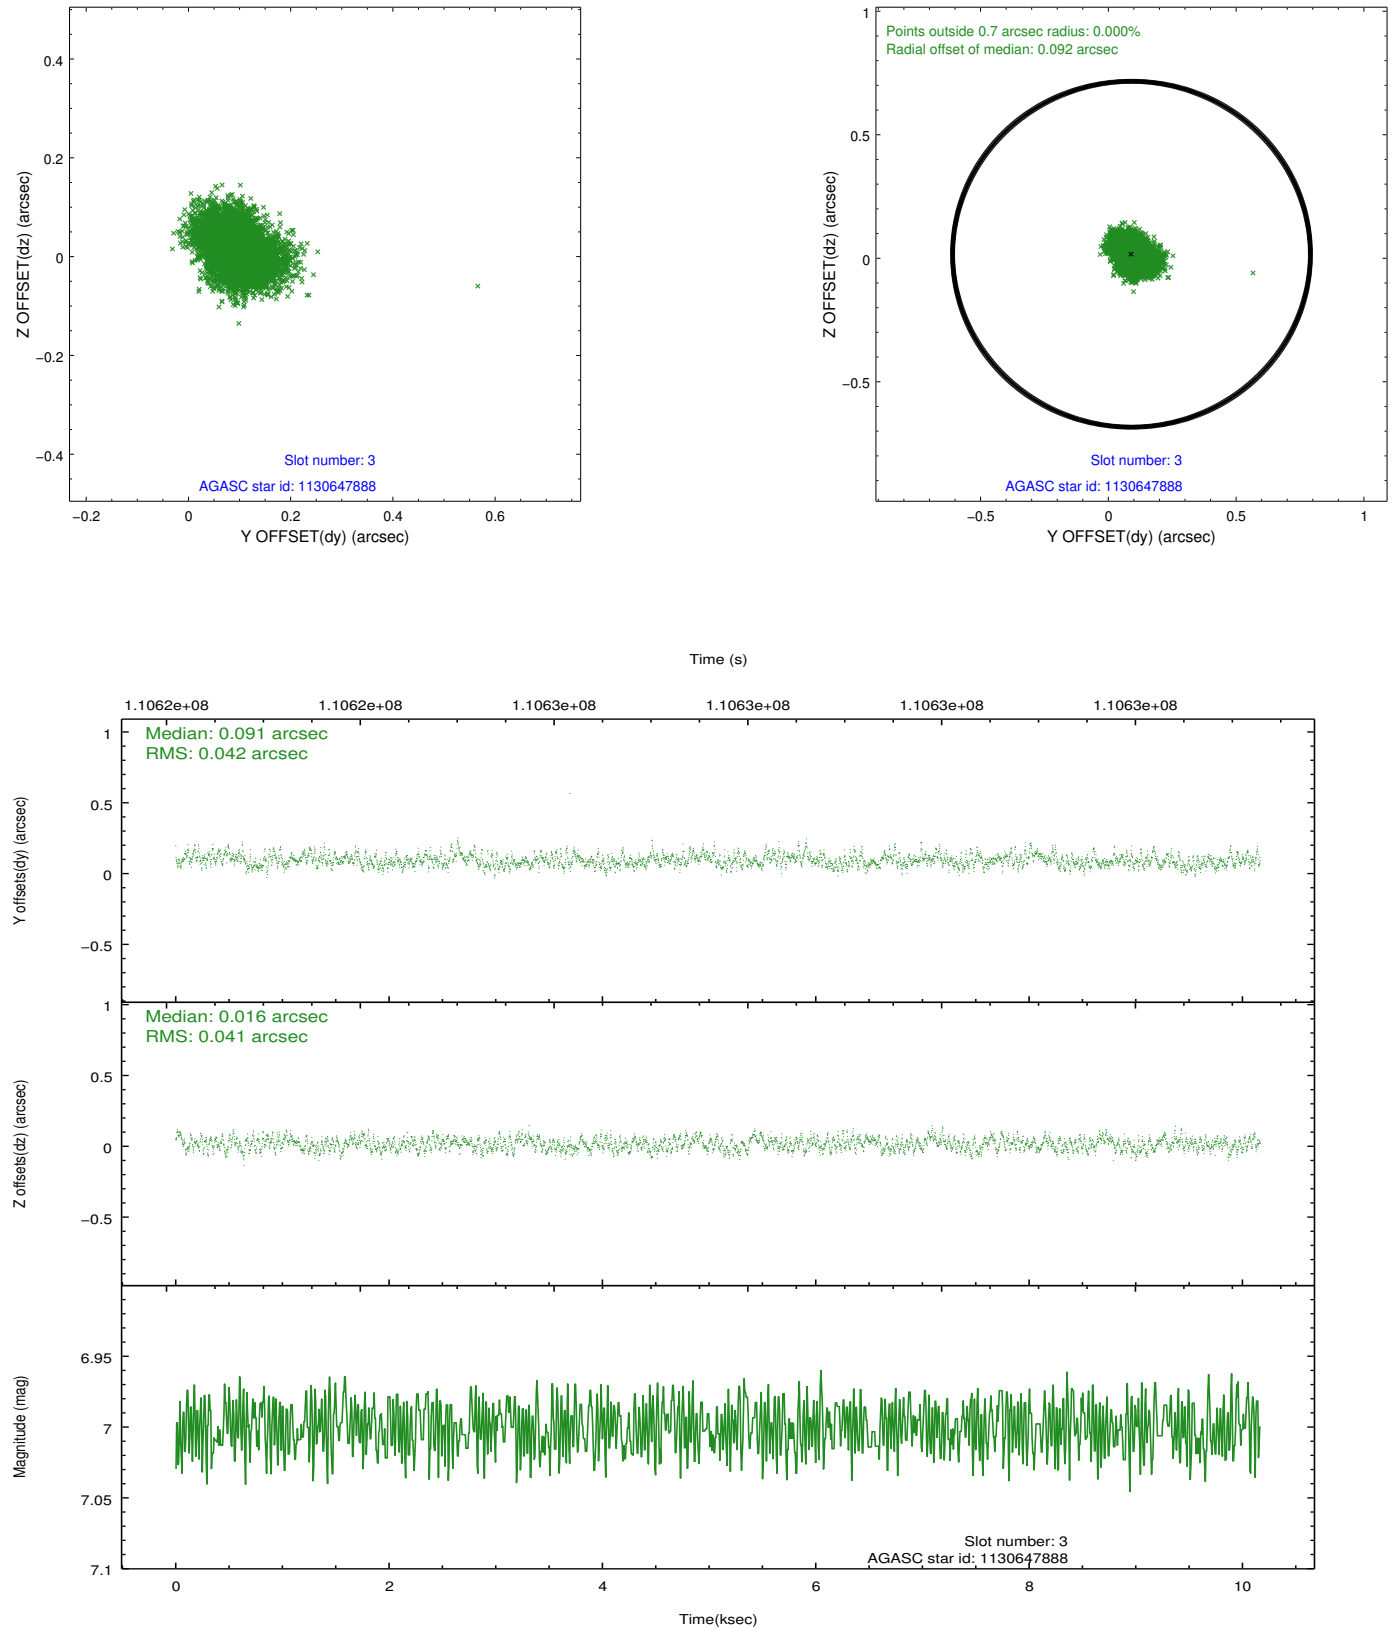 0.4
0.2
0
−0.2
−0.4
Z OFFSET(dz) (arcsec)
Slot number: 3
AGASC star id: 1130647888
−0.2 0 0.2 0.4 0.6
Y OFFSET(dy) (arcsec)
1
0.5
0
−0.5
Z OFFSET(dz) (arcsec)
Points outside 0.7 arcsec radius: 0.000%
Radial offset of median: 0.092 arcsec
Slot number: 3
AGASC star id: 1130647888
−0.5 0 0.5 1
Y OFFSET(dy) (arcsec)
Time (s)
1.1062e+08 1.1062e+08 1.1063e+08 1.1063e+08 1.1063e+08 1.1063e+08
Median: 0.091 arcsec
RMS: 0.042 arcsec
1
0.5
0
−0.5
Y offsets(dy) (arcsec)
Median: 0.016 arcsec
RMS: 0.041 arcsec
1
0.5
0
−0.5
Z offsets(dz) (arcsec)
6.95
7
7.05
7.1
Magnitude (mag)
Slot number: 3
AGASC star id: 1130647888
0 2 4 6 8 10
Time(ksec)